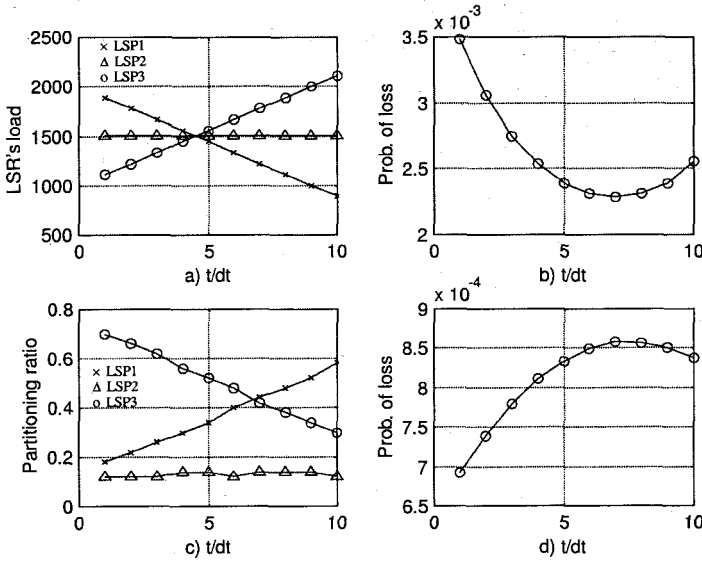 2500
2000
1500
1000
500
LSR's load
× LSP1
△ LSP2
○ LSP3
0
5
10
a) t/dt
x 10^-3
3.5
3
2.5
2
Prob. of loss
0
5
10
b) t/dt
0.8
0.6
0.4
0.2
0
Partitioning ratio
× LSP1
△ LSP2
○ LSP3
0
5
10
c) t/dt
x 10^-4
9
8.5
8
7.5
7
6.5
Prob. of loss
0
5
10
d) t/dt